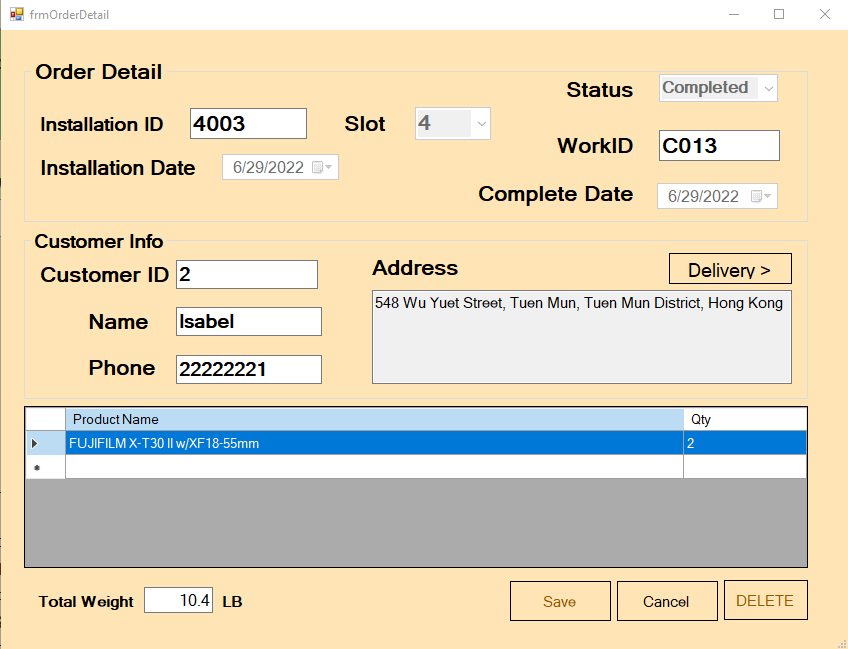 frmOrderDetail
Order Detail
Status Completed
Installation ID 4003 Slot 4
WorkID C013
Installation Date 6/29/2022
Complete Date 6/29/2022
Customer Info
Customer ID 2 Address Delivery >
548 Wu Yuet Street, Tuen Mun, Tuen Mun District, Hong Kong
Name Isabel
Phone 22222221
Product Name Qty
FUJIFILM X-T30 II w/XF18-55mm 2
Total Weight 10.4 LB Save Cancel DELETE